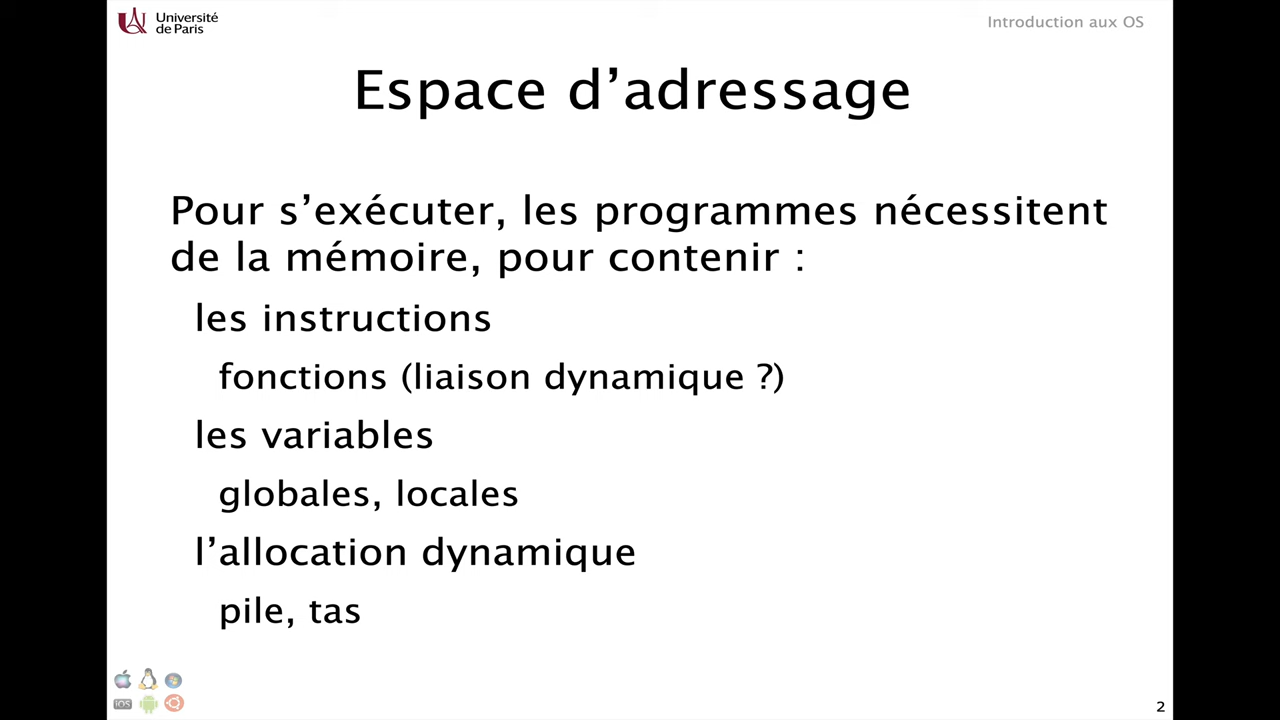 Université
de Paris
Introduction aux OS
Espace d’adressage
Pour s’exécuter, les programmes nécessitent
de la mémoire, pour contenir :
les instructions
fonctions (liaison dynamique ?)
les variables
globales, locales
l’allocation dynamique
pile, tas
iOS
2